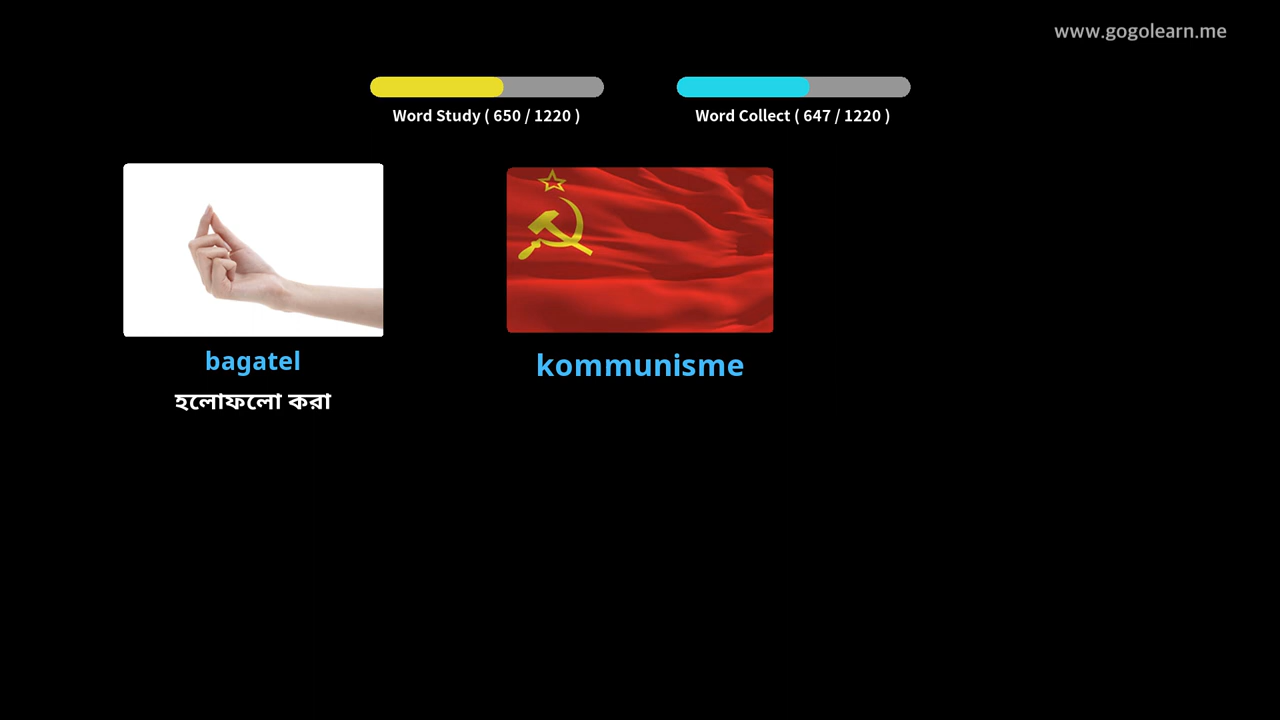 www.gogolearn.me
Word Study ( 650 / 1220 )
Word Collect ( 647 / 1220 )
bagatel
হলোফলো করা
kommunisme